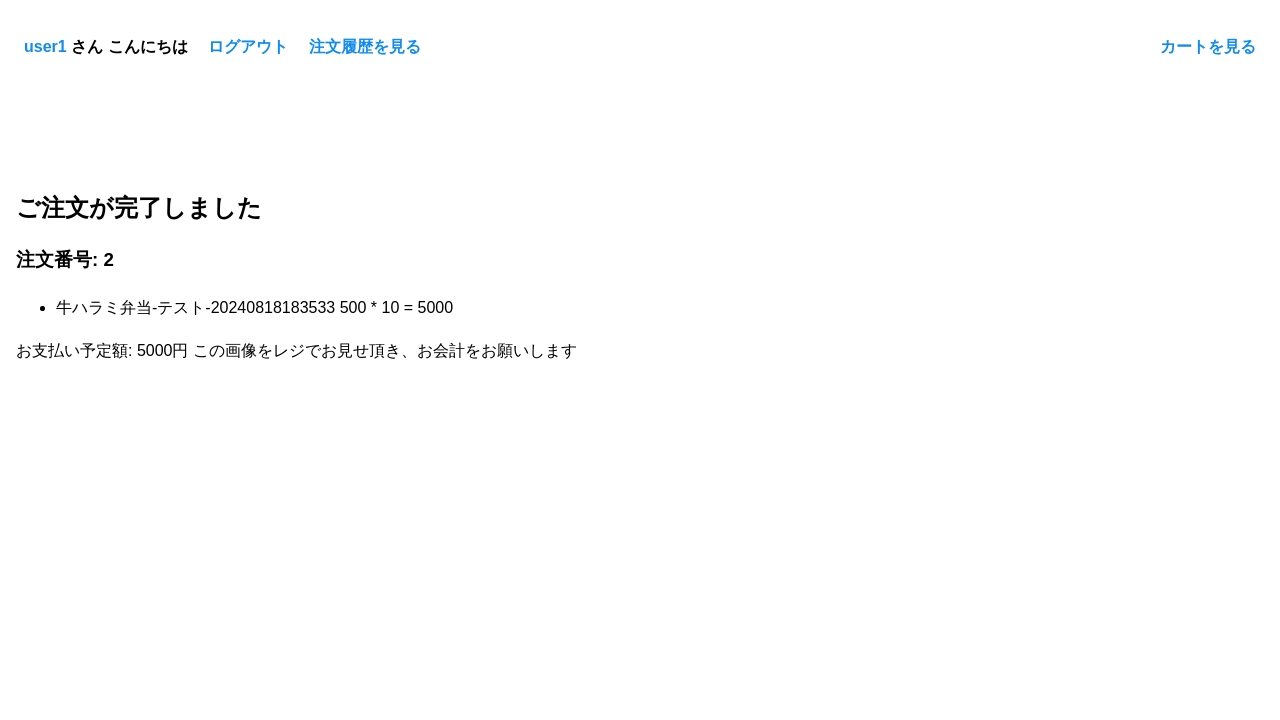 user1 さん こんにちは ログアウト 注文履歴を見る カートを見る
ご注文が完了しました
注文番号: 2
牛ハラミ弁当-テスト-20240818183533 500 * 10 = 5000
お支払い予定額: 5000円 この画像をレジでお見せ頂き、お会計をお願いします